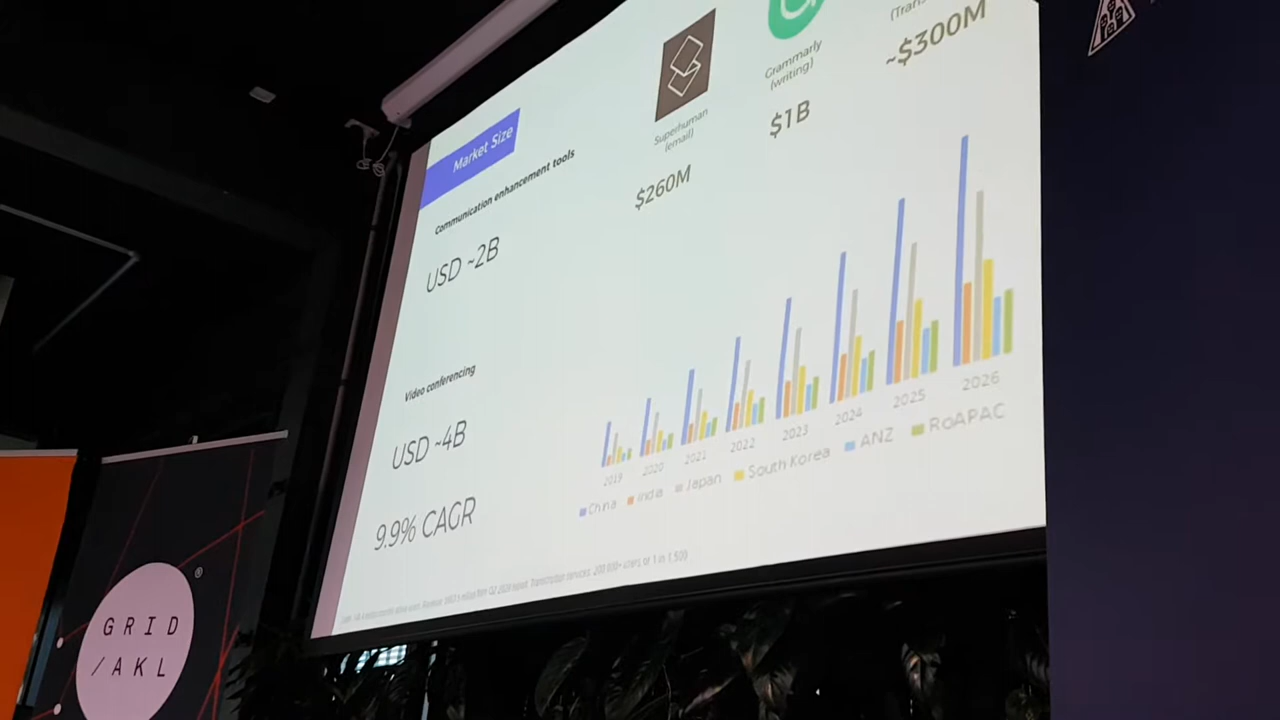 Market Size
Communication enhancement tools
USD ~2B
Superhuman
(email)
$260M
Grammarly
(writing)
$1B
~$300M
Video conferencing
USD ~4B
9.9% CAGR
2019 2020 2021 2022 2023 2024 2025 2026
China India Japan South Korea ANZ RoAPAC
GRID
/AKL
®